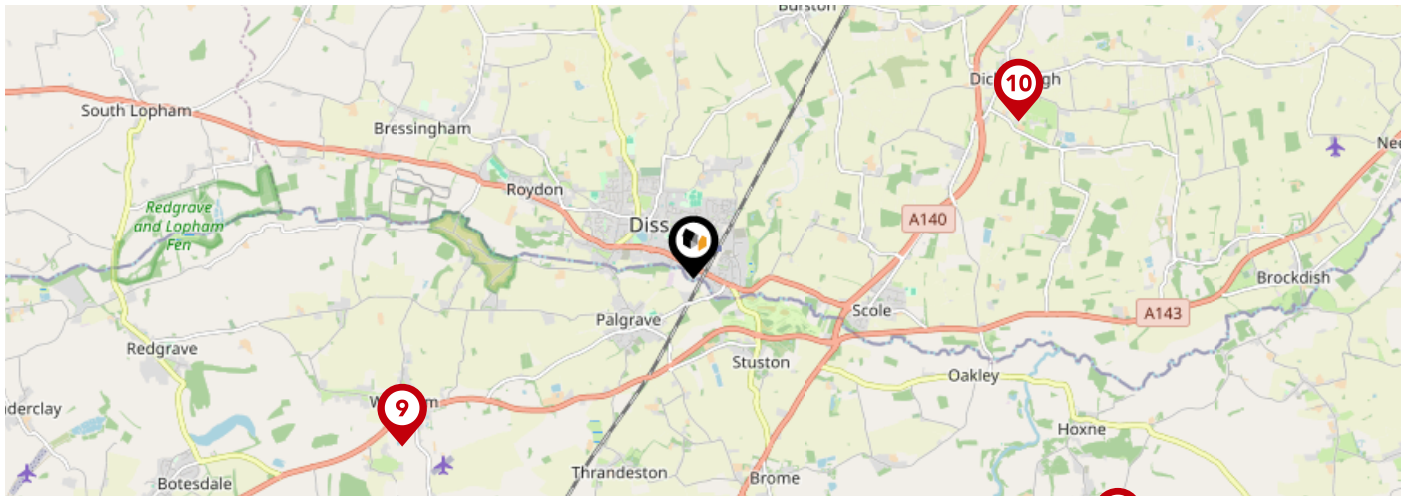 Burston
10
South Lopham
Bressingham
Roydon
Redgrave
and Lopham
Fen
Diss
A140
Brockdish
A143
Scole
Palgrave
Redgrave
Stuston
Oakley
9
Hoxne
Thrandeston
Brome
Botesdale